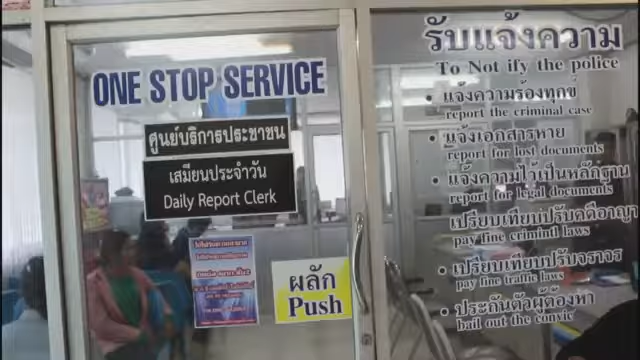 ONE STOP SERVICE
ศูนย์บริการประชาชน
เสมียนประจำวัน
Daily Report Clerk
ผลัก
Push
รับแจ้งความ
To Not ify the police
• แจ้งความร้องทุกข์
report the criminal case
• แจ้งเอกสารหาย
report for lost documents
• แจ้งความไว้เป็นหลักฐาน
report for legal documents
เปรียบเทียบปรับคดีอาญา
pay fine crimintl laws
• เปรียบเทียบปรับจราจร
pay fine traffic laws
• ประกันตัวผู้ต้องหา
bail out the convic